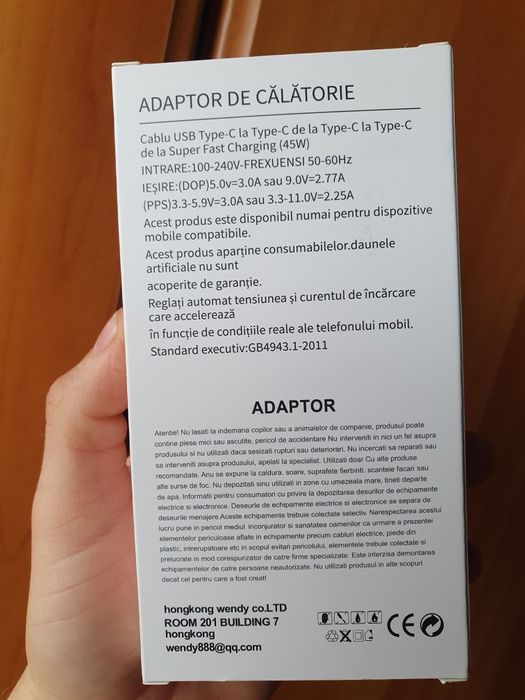 ADAPTOR DE CĂLĂTORIE
Cablu USB Type-C la Type-C de la Type-C la Type-C
de la Super Fast Charging (45W)
INTRARE:100-240V-FREXUENSI 50-60Hz
IEȘIRE:(DOP)5.0v=3.0A sau 9.0V=2.77A
(PPS)3.3-5.9V=3.0A sau 3.3-11.0V=2.25A
Acest produs este disponibil numai pentru dispozitive
mobile compatibile.
Acest produs aparține consumabilelor.daunele
artificiale nu sunt
acoperite de garanție.
Reglați automat tensiunea și curentul de încărcare
care accelerează
în funcție de condițiile reale ale telefonului mobil.
Standard executiv:GB4943.1-2011
ADAPTOR
Atentie! Nu lasati la indemana copilor sau a animalelor de companie, produsul poate
contine piese mici sau ascutite, pericol de accidentare Nu interveniti in nici un fel asupra
produsului si nu utilizati daca sesizati rupturi sau deteriorari. Nu incercati sa reparati sau
sa interveniti asupra produsului, apelati la specialist. Utilizati doar Cu alte produse
recomandate. Anu se expune la caldura, soare, suprafete fierbinti. scanteie facari sau
alte surse de foc. Nu depozitati sinu utilizati in zone cu umezeala mare, tineti departe
de apa. Informatii pentru consumatori cu privire la depozitarea desurilor de echipamente
electrice si electronice. Deseurile de echipamente electrice si electronice se separa de
deseurile menajere. Aceste echipamente trebuie colectate selectiv. Nerespectarea acestui
lucru pune in pericol mediul inconjurator si sanatatea oamenilor ca urmare a prezentei
elementelor periculoase aflate in echipamente precum cabluri electrice, piede din
plastic, intrerupatoare etc in scopul evitari pericolului, elementele trebuie colectate si
prelucrate in mod corespunzator de catre firme specializate. Este interzisa demontarea
echipamentelor de catre persoane neautorizate. Nu utilizati produsul in alte scopuri
decat cel pentru care a fost creat!
hongkong wendy co.LTD
ROOM 201 BUILDING 7
hongkong
wendy888@qq.com
CE